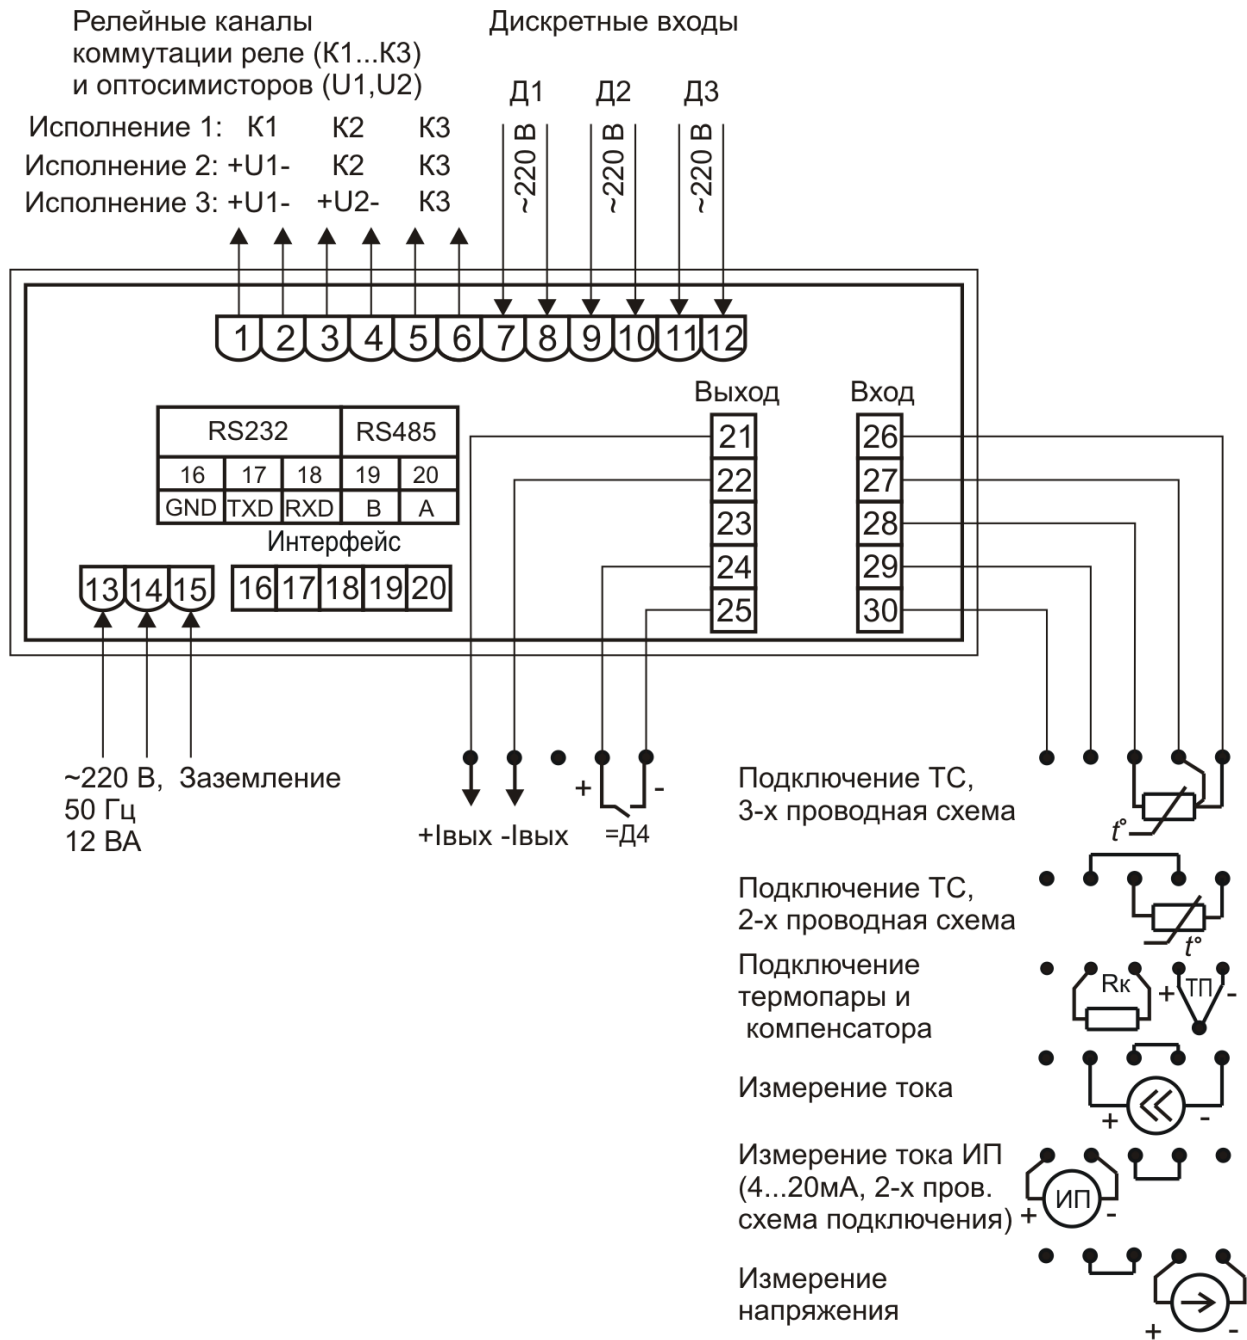 Релейные каналы
коммутации реле (К1...К3)
и оптосимисторов (U1,U2)
Дискретные входы
Д1 Д2 Д3
Исполнение 1: К1 К2 К3
Исполнение 2: +U1- К2 К3
Исполнение 3: +U1- +U2- К3
~220 В ~220 В ~220 В
1 2 3 4 5 6 7 8 9 10 11 12
Выход Вход
RS232 RS485
16 17 18 19 20
GND TXD RXD B A
Интерфейс
13 14 15 16 17 18 19 20
21 26
22 27
23 28
24 29
25 30
~220 В, Заземление
50 Гц
12 ВА
+ -
+Iвых -Iвых =Д4
Подключение ТС,
3-х проводная схема
t°
Подключение ТС,
2-х проводная схема
t°
Подключение
термопары и
компенсатора
Rк + ТП -
Измерение тока
+ -
Измерение тока ИП
(4...20мА, 2-х пров.
схема подключения)
+ ИП -
Измерение
напряжения
+ -